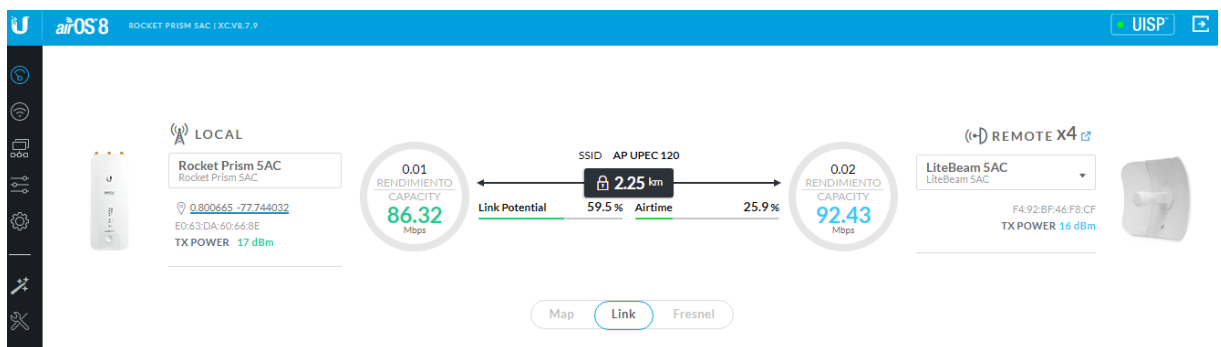 airOS 8 ROCKET PRISM 5AC | XC.V8.7.9 UISP
LOCAL
Rocket Prism 5AC
Rocket Prism 5AC
0.800665 -77.744032
E0:63:DA:60:66:8E
TX POWER 17 dBm
0.01
RENDIMIENTO
CAPACITY
86.32
Mbps
SSID AP UPEC 120
2.25 km
Link Potential 59.5 % Airtime 25.9 %
0.02
RENDIMIENTO
CAPACITY
92.43
Mbps
REMOTE X4
LiteBeam 5AC
LiteBeam 5AC
F4:92:BF:46:F8:CF
TX POWER 16 dBm
Map Link Fresnel